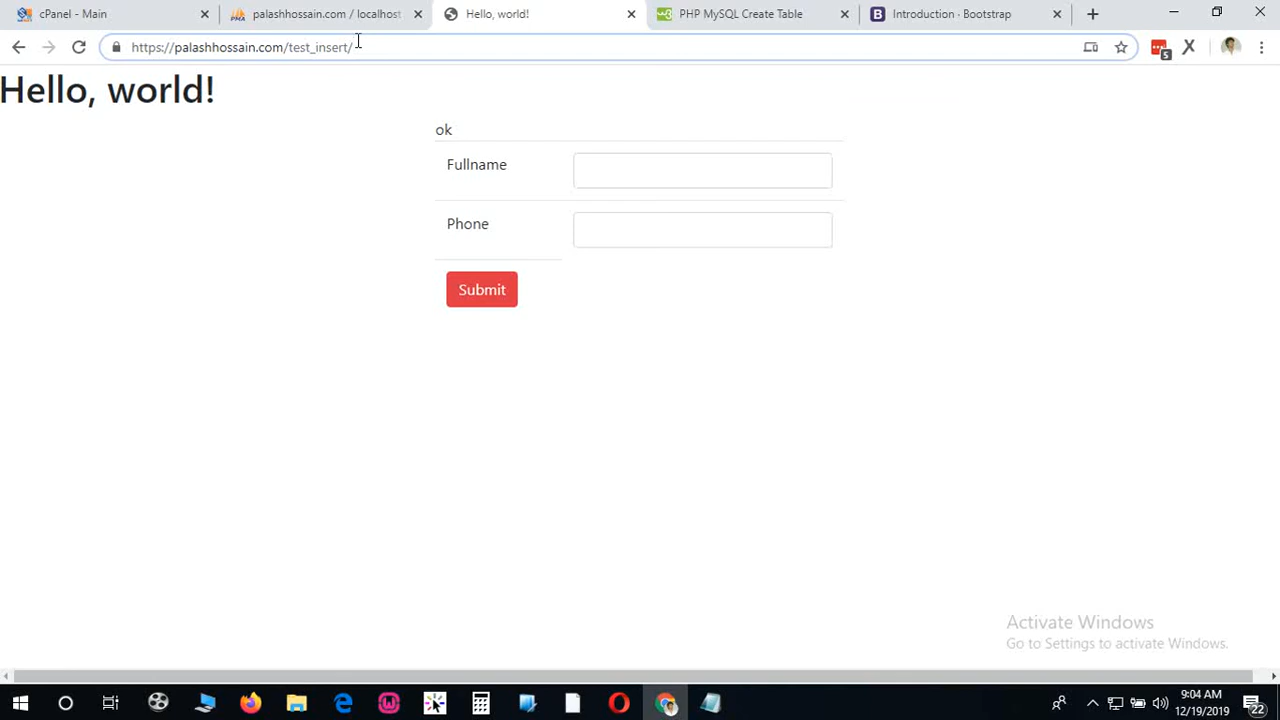 cPanel - Main
palashhossain.com / localhost
Hello, world!
PHP MySQL Create Table
Introduction · Bootstrap
https://palashhossain.com/test_insert/
5
Hello, world!
ok
Fullname
Phone
Submit
Activate Windows
Go to Settings to activate Windows.
9:04 AM
12/19/2019
22